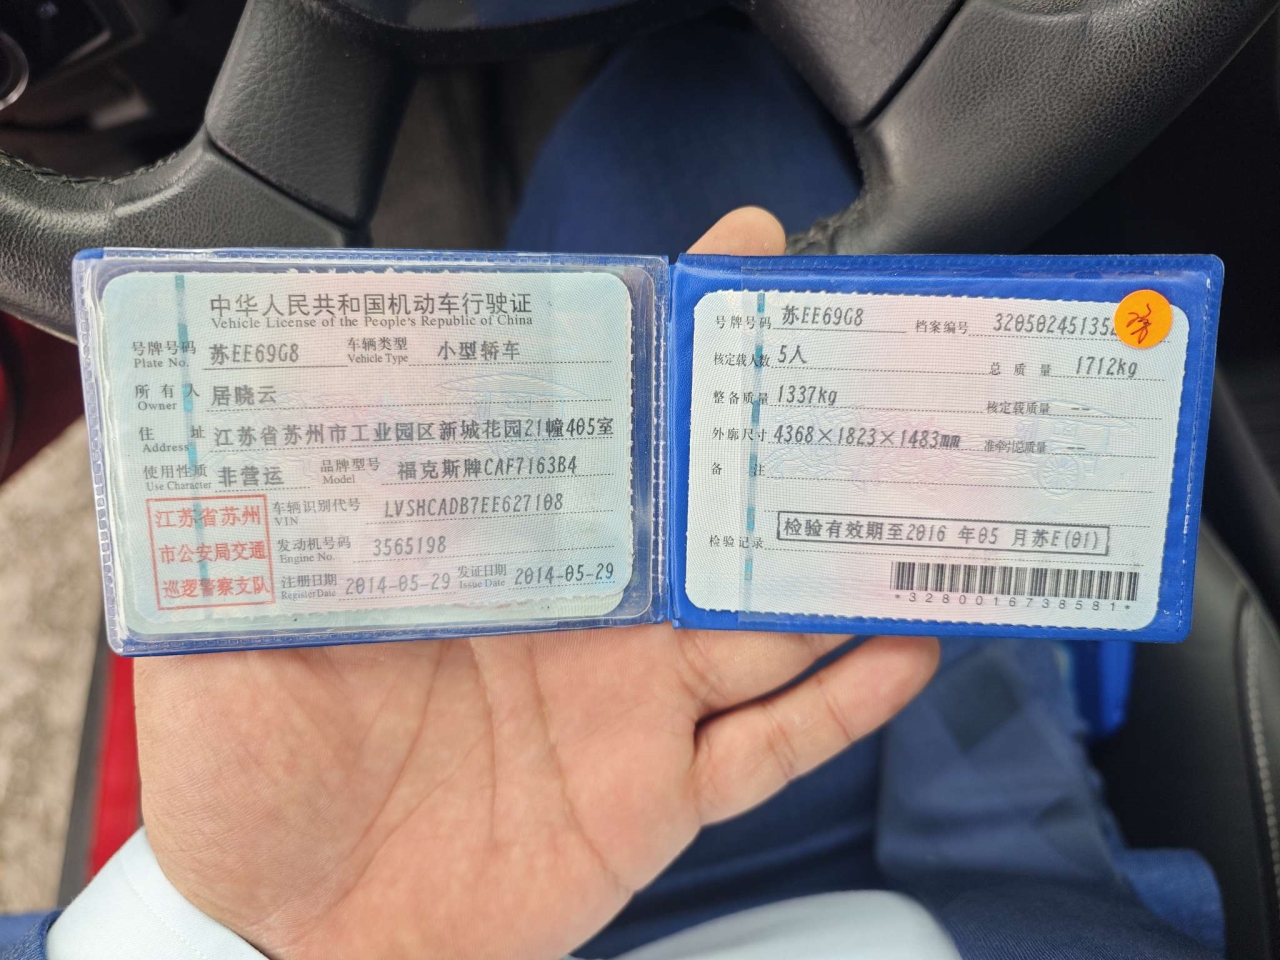 中华人民共和国机动车行驶证
Vehicle License of the People's Republic of China
号牌号码 苏EE69G8 车辆类型 小型轿车
Plate No. Vehicle Type
所有人 居晓云
Owner
住址 江苏省苏州市工业园区新城花园21幢405室
Address
使用性质 非营运 品牌型号 福克斯牌CAF7163B4
Use Character Model
江苏省苏州
市公安局交通
巡逻警察支队
车辆识别代号 LVSHCADB7EE627108
VIN
发动机号码 3565198
Engine No.
注册日期 2014-05-29 发证日期 2014-05-29
Register Date Issue Date
号牌号码 苏EE69G8 档案编号 32050245135
核定载人数 5人 总质量 1712kg
整备质量 1337kg 核定载质量 --
外廓尺寸 4368×1823×1483mm 准牵引总质量 --
备注
检验记录 检验有效期至2016 年05 月苏E(01)
*3280016738581*